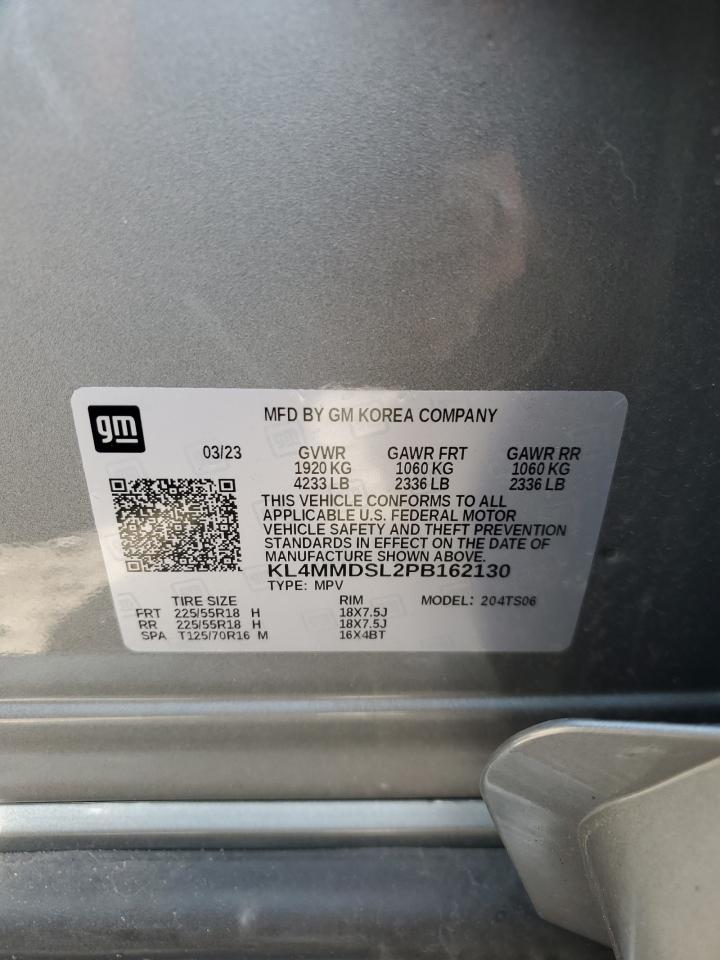 gm
MFD BY GM KOREA COMPANY
03/23 GVWR GAWR FRT GAWR RR
1920 KG 1060 KG 1060 KG
4233 LB 2336 LB 2336 LB
THIS VEHICLE CONFORMS TO ALL
APPLICABLE U.S. FEDERAL MOTOR
VEHICLE SAFETY AND THEFT PREVENTION
STANDARDS IN EFFECT ON THE DATE OF
MANUFACTURE SHOWN ABOVE.
KL4MMDSL2PB162130
TYPE: MPV
TIRE SIZE RIM MODEL: 204TS06
FRT 225/55R18 H 18X7.5J
RR 225/55R18 H 18X7.5J
SPA T125/70R16 M 16X4BT